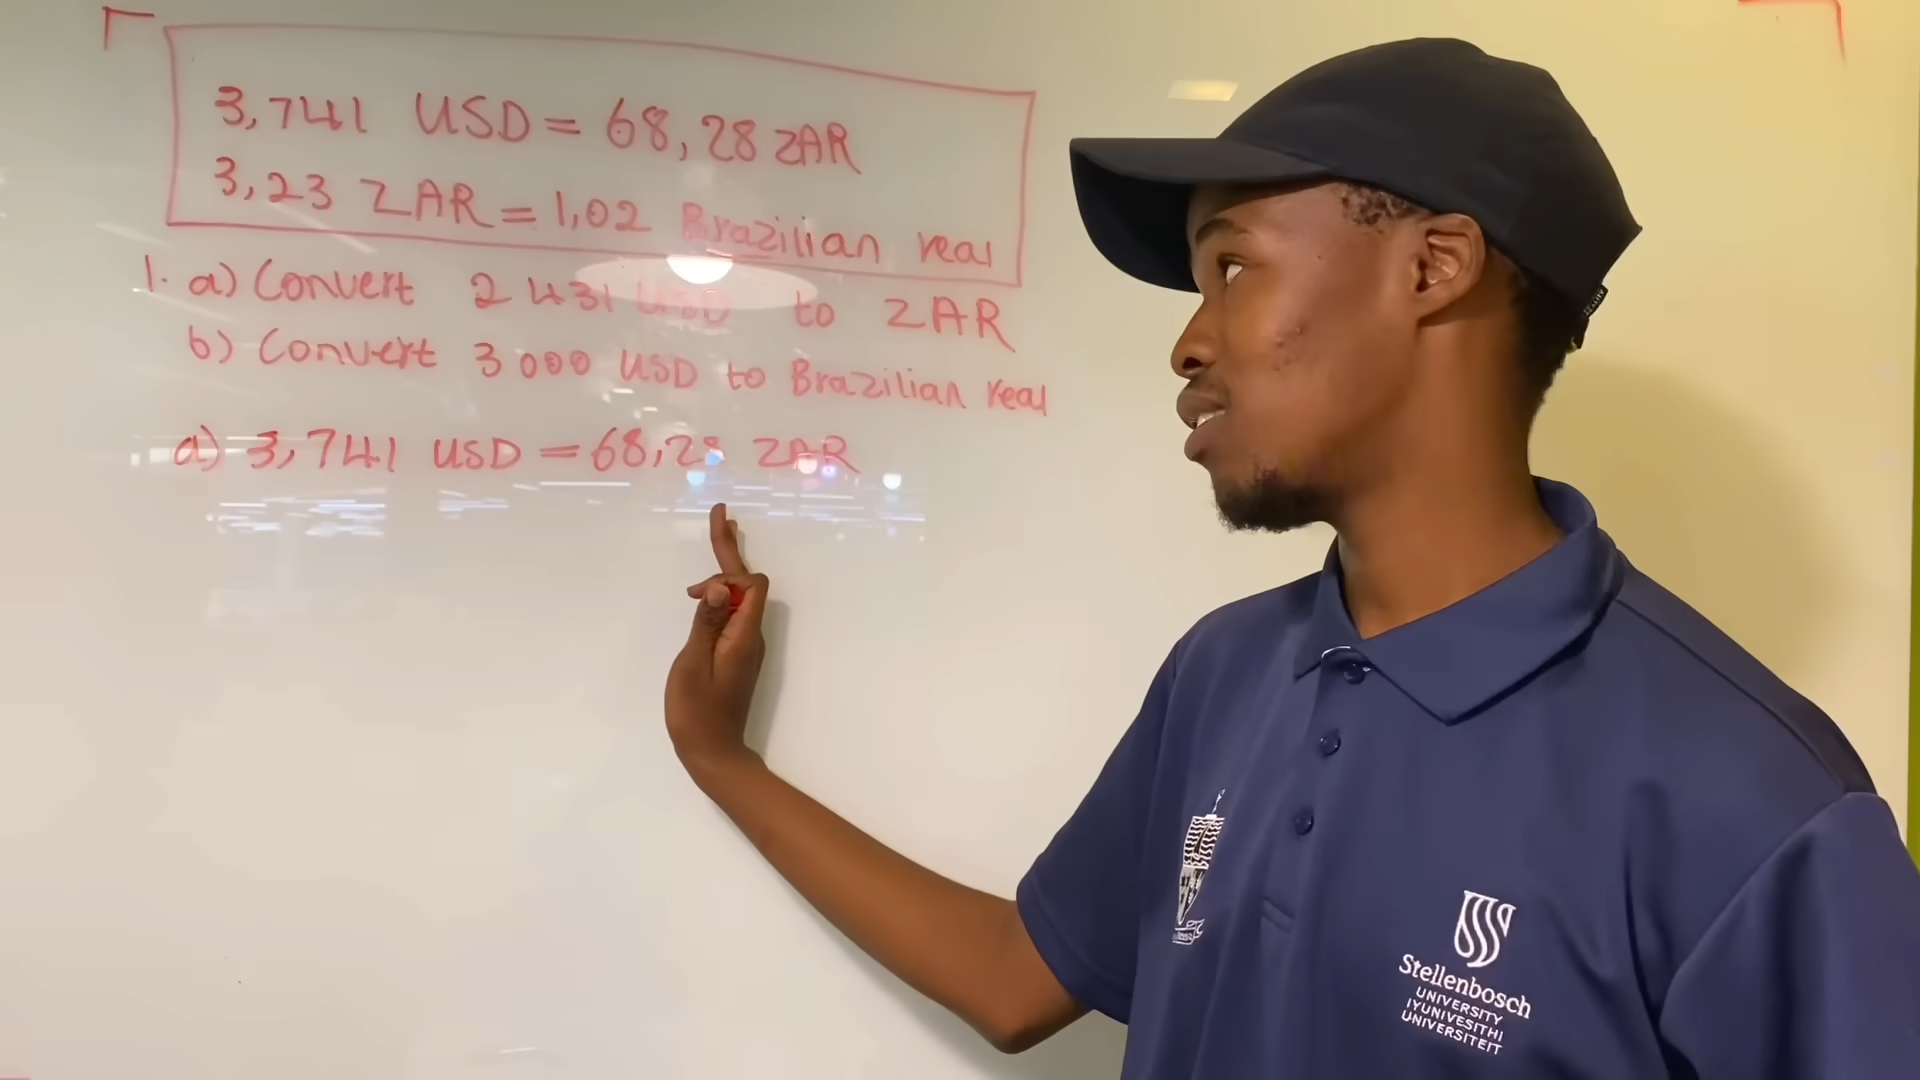 3,741 USD = 68,28 ZAR
3,23 ZAR = 1,02 Brazilian real
1. a) Convert 2 431 USD to ZAR
b) Convert 3 000 USD to Brazilian real
a) 3,741 USD = 68,28 ZAR
Stellenbosch
UNIVERSITY
IYUNIVESITHI
UNIVERSITEIT